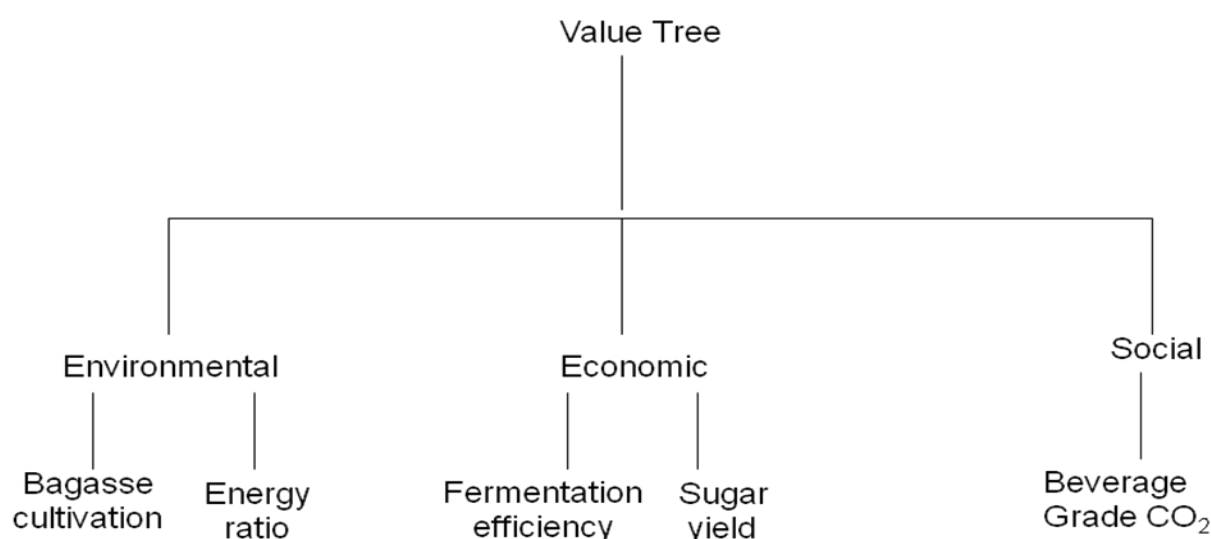 Value Tree
Environmental
Economic
Social
Bagasse
cultivation
Energy
ratio
Fermentation
efficiency
Sugar
yield
Beverage
Grade CO₂